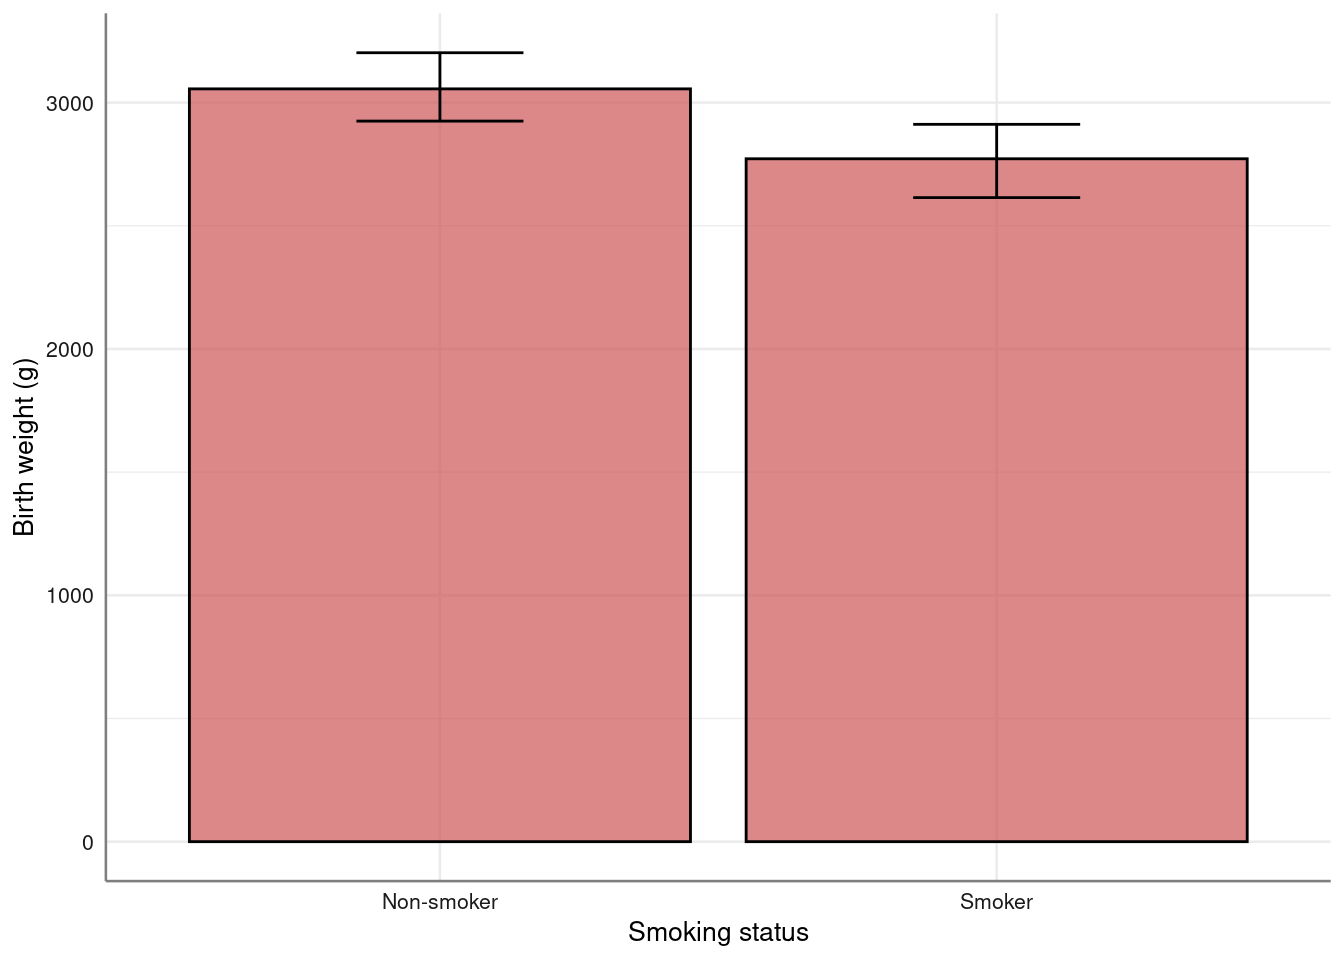 3000
2000
1000
0
Birth weight (g)
Non-smoker
Smoker
Smoking status